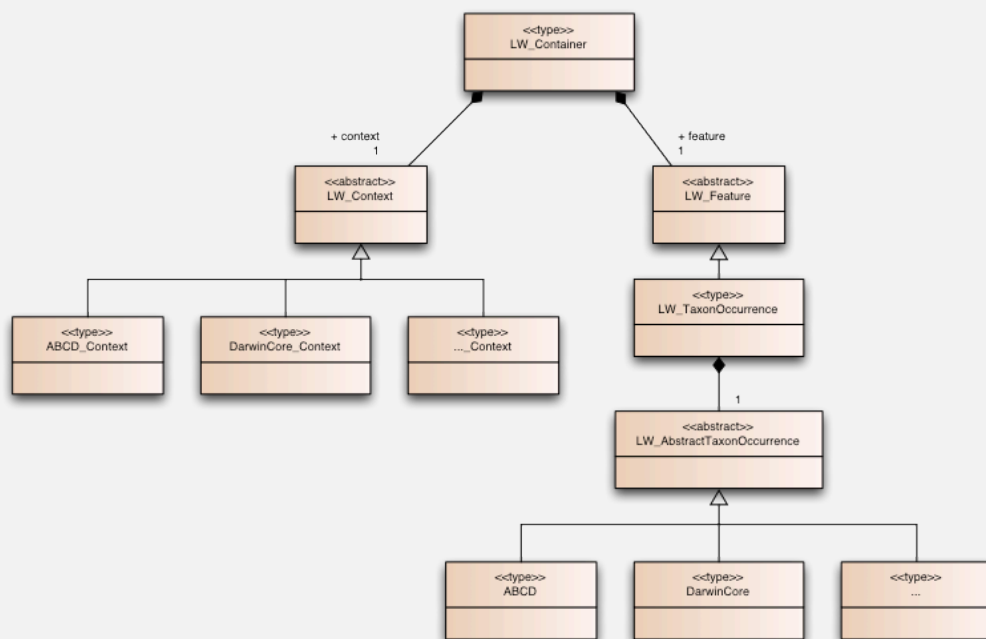 <<type>>
LW_Container
+ context
1
+ feature
1
<<abstract>>
LW_Context
<<abstract>>
LW_Feature
<<type>>
LW_TaxonOccurrence
<<type>>
ABCD_Context
<<type>>
DarwinCore_Context
<<type>>
..._Context
1
<<abstract>>
LW_AbstractTaxonOccurrence
<<type>>
ABCD
<<type>>
DarwinCore
<<type>>
...